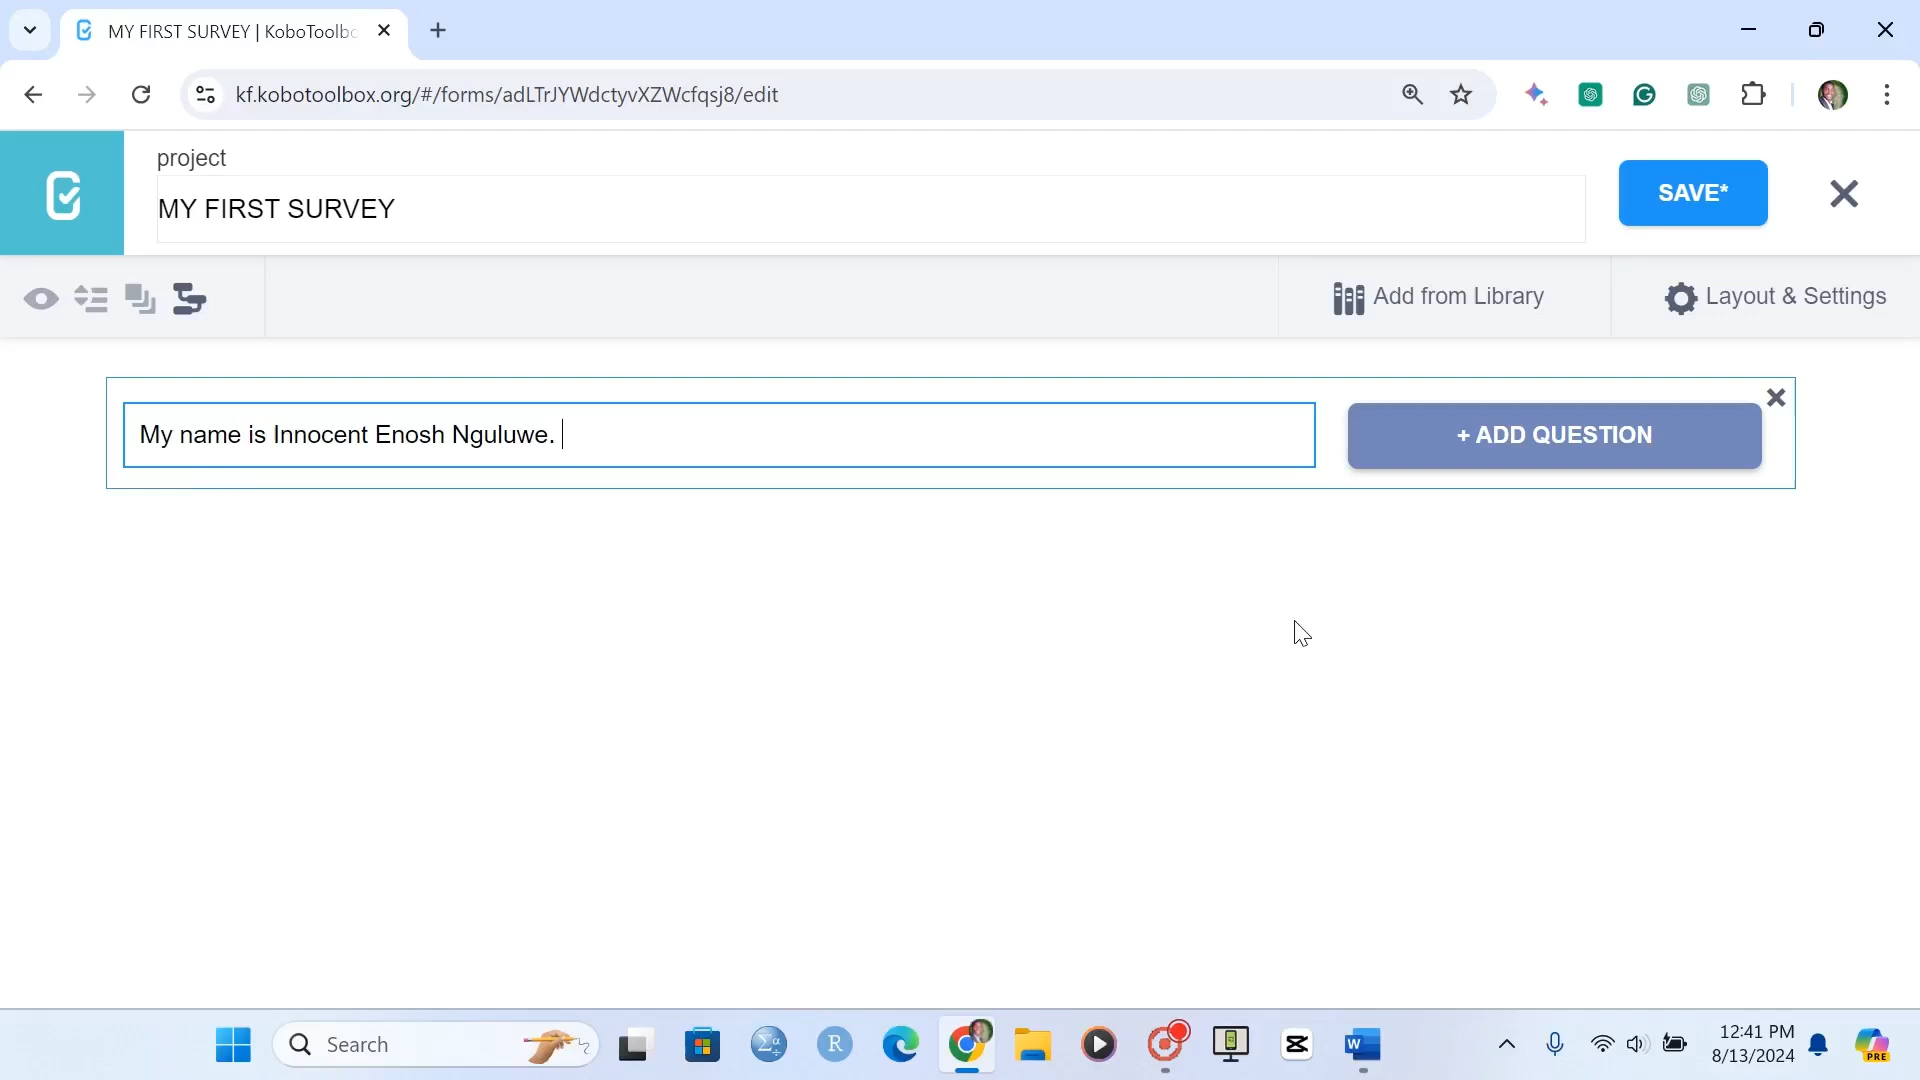 MY FIRST SURVEY | KoboToolbo
kf.kobotoolbox.org/#/forms/adLTrJYWdctyvXZWcfqsj8/edit
project
MY FIRST SURVEY
SAVE*
Add from Library
Layout & Settings
My name is Innocent Enosh Nguluwe.
+ ADD QUESTION
Search
12:41 PM
8/13/2024
PRE